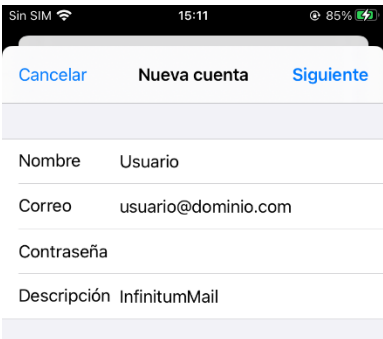 Sin SIM 15:11 85%
Cancelar Nueva cuenta Siguiente
Nombre Usuario
Correo usuario@dominio.com
Contraseña
Descripción InfinitumMail